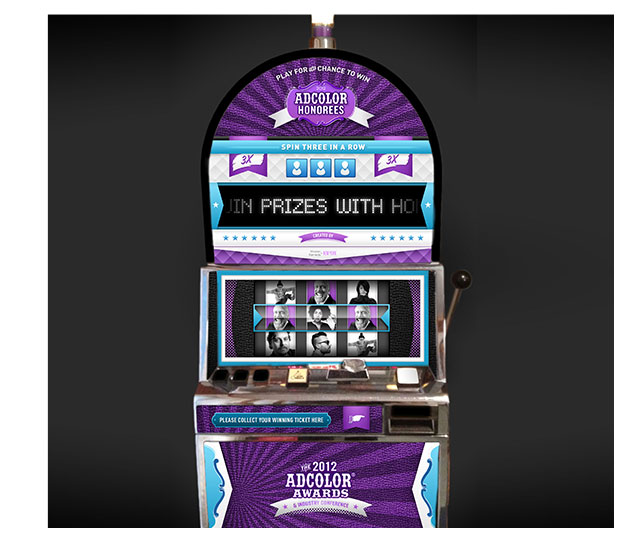 PLAY FOR THE CHANCE TO WIN
2012
ADCOLOR
HONOREES
SPIN THREE IN A ROW
3X 3X
IN PRIZES WITH HO
CREATED BY
PLEASE COLLECT YOUR WINNING TICKET HERE
THE 2012
ADCOLOR®
AWARDS
& INDUSTRY CONFERENCE